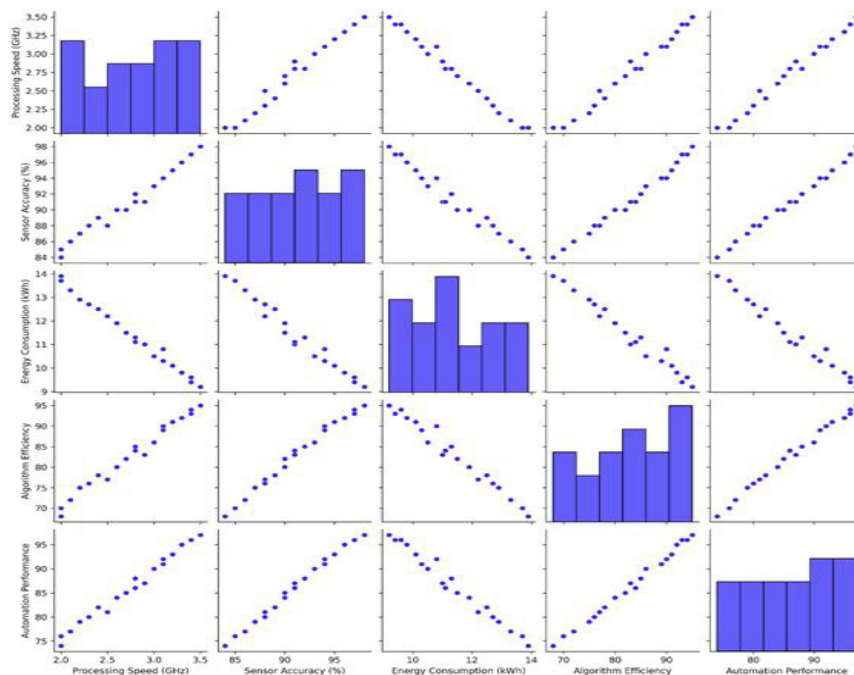 Processing Speed (GHz)
3.50
3.25
3.00
2.75
2.50
2.25
2.00
Sensor Accuracy (%)
98
96
94
92
90
88
86
84
Energy Consumption (kWh)
14
13
12
11
10
9
Algorithm Efficiency
95
90
85
80
75
70
Automation Performance
95
90
85
80
75
2.0 2.5 3.0 3.5
85 90 95
10 12 14
70 80 90
80 90
Processing Speed (GHz)
Sensor Accuracy (%)
Energy Consumption (kWh)
Algorithm Efficiency
Automation Performance